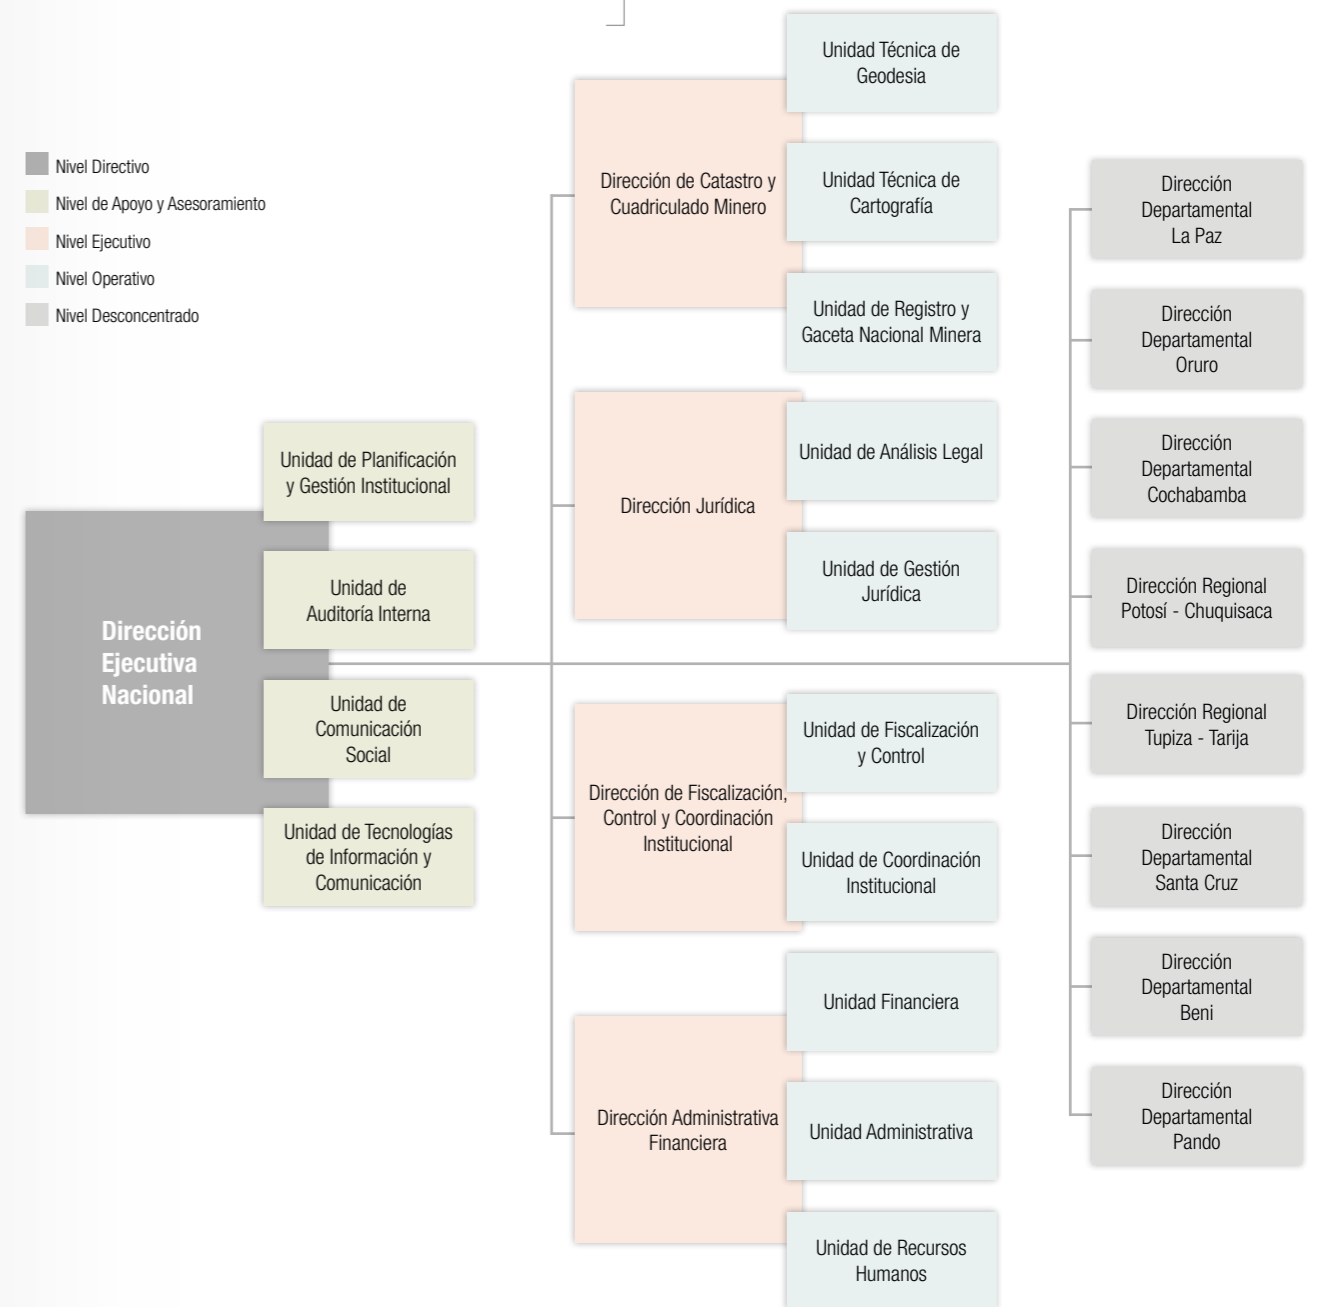 Nivel Directivo
Nivel de Apoyo y Asesoramiento
Nivel Ejecutivo
Nivel Operativo
Nivel Desconcentrado
Dirección
Ejecutiva
Nacional
Unidad de Planificación
y Gestión Institucional
Unidad de
Auditoría Interna
Unidad de
Comunicación
Social
Unidad de Tecnologías
de Información y
Comunicación
Dirección de Catastro y
Cuadriculado Minero
Unidad Técnica de
Geodesia
Unidad Técnica de
Cartografía
Unidad de Registro y
Gaceta Nacional Minera
Dirección Jurídica
Unidad de Análisis Legal
Unidad de Gestión
Jurídica
Dirección de Fiscalización,
Control y Coordinación
Institucional
Unidad de Fiscalización
y Control
Unidad de Coordinación
Institucional
Dirección Administrativa
Financiera
Unidad Financiera
Unidad Administrativa
Unidad de Recursos
Humanos
Dirección
Departamental
La Paz
Dirección
Departamental
Oruro
Dirección
Departamental
Cochabamba
Dirección Regional
Potosí - Chuquisaca
Dirección Regional
Tupiza - Tarija
Dirección
Departamental
Santa Cruz
Dirección
Departamental
Beni
Dirección
Departamental
Pando